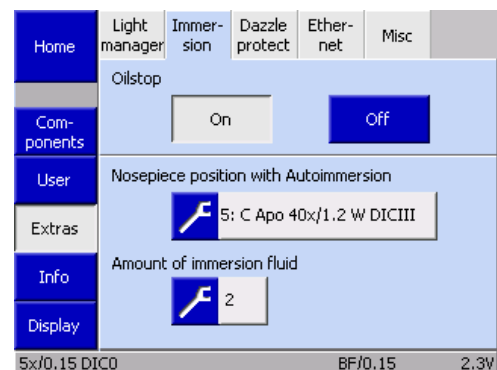 Home
Light manager
Immer-
sion
Dazzle protect
Ether-
net
Misc
Oilstop
On
Off
Com-
ponents
User
Nosepiece position with Autoimmersion
5: C Apo 40x/1.2 W DICIII
Extras
Amount of immersion fluid
Info
2
Display
5x/0.15 DIC0
BF/0.15
2.3V